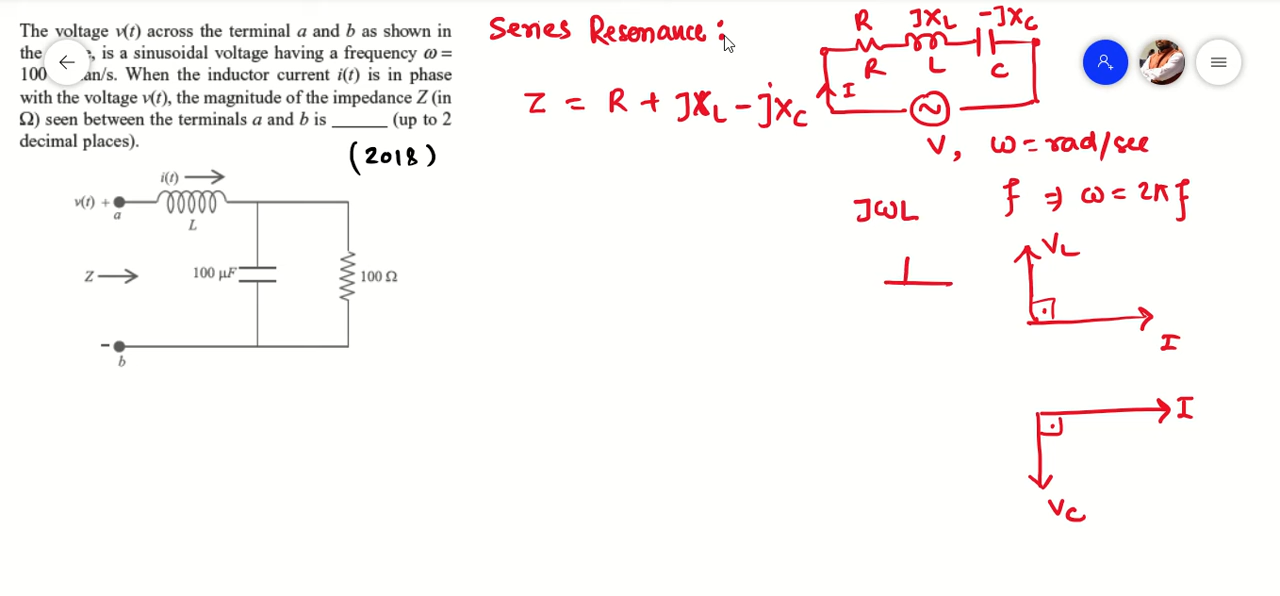 The voltage v(t) across the terminal a and b as shown in
the is a sinusoidal voltage having a frequency ω =
100 an/s. When the inductor current i(t) is in phase
with the voltage v(t), the magnitude of the impedance Z (in
Ω) seen between the terminals a and b is ______ (up to 2
decimal places).
(2018)
i(t)
v(t) +
a
L
Z
100 μF
100 Ω
-
b
Series Resonance :
Z = R + JXL - jXC
R JXL -JXC
R L C
I
V, ω = rad/sec
f ⇒ ω = 2π f
JωL
VL
I
I
VC